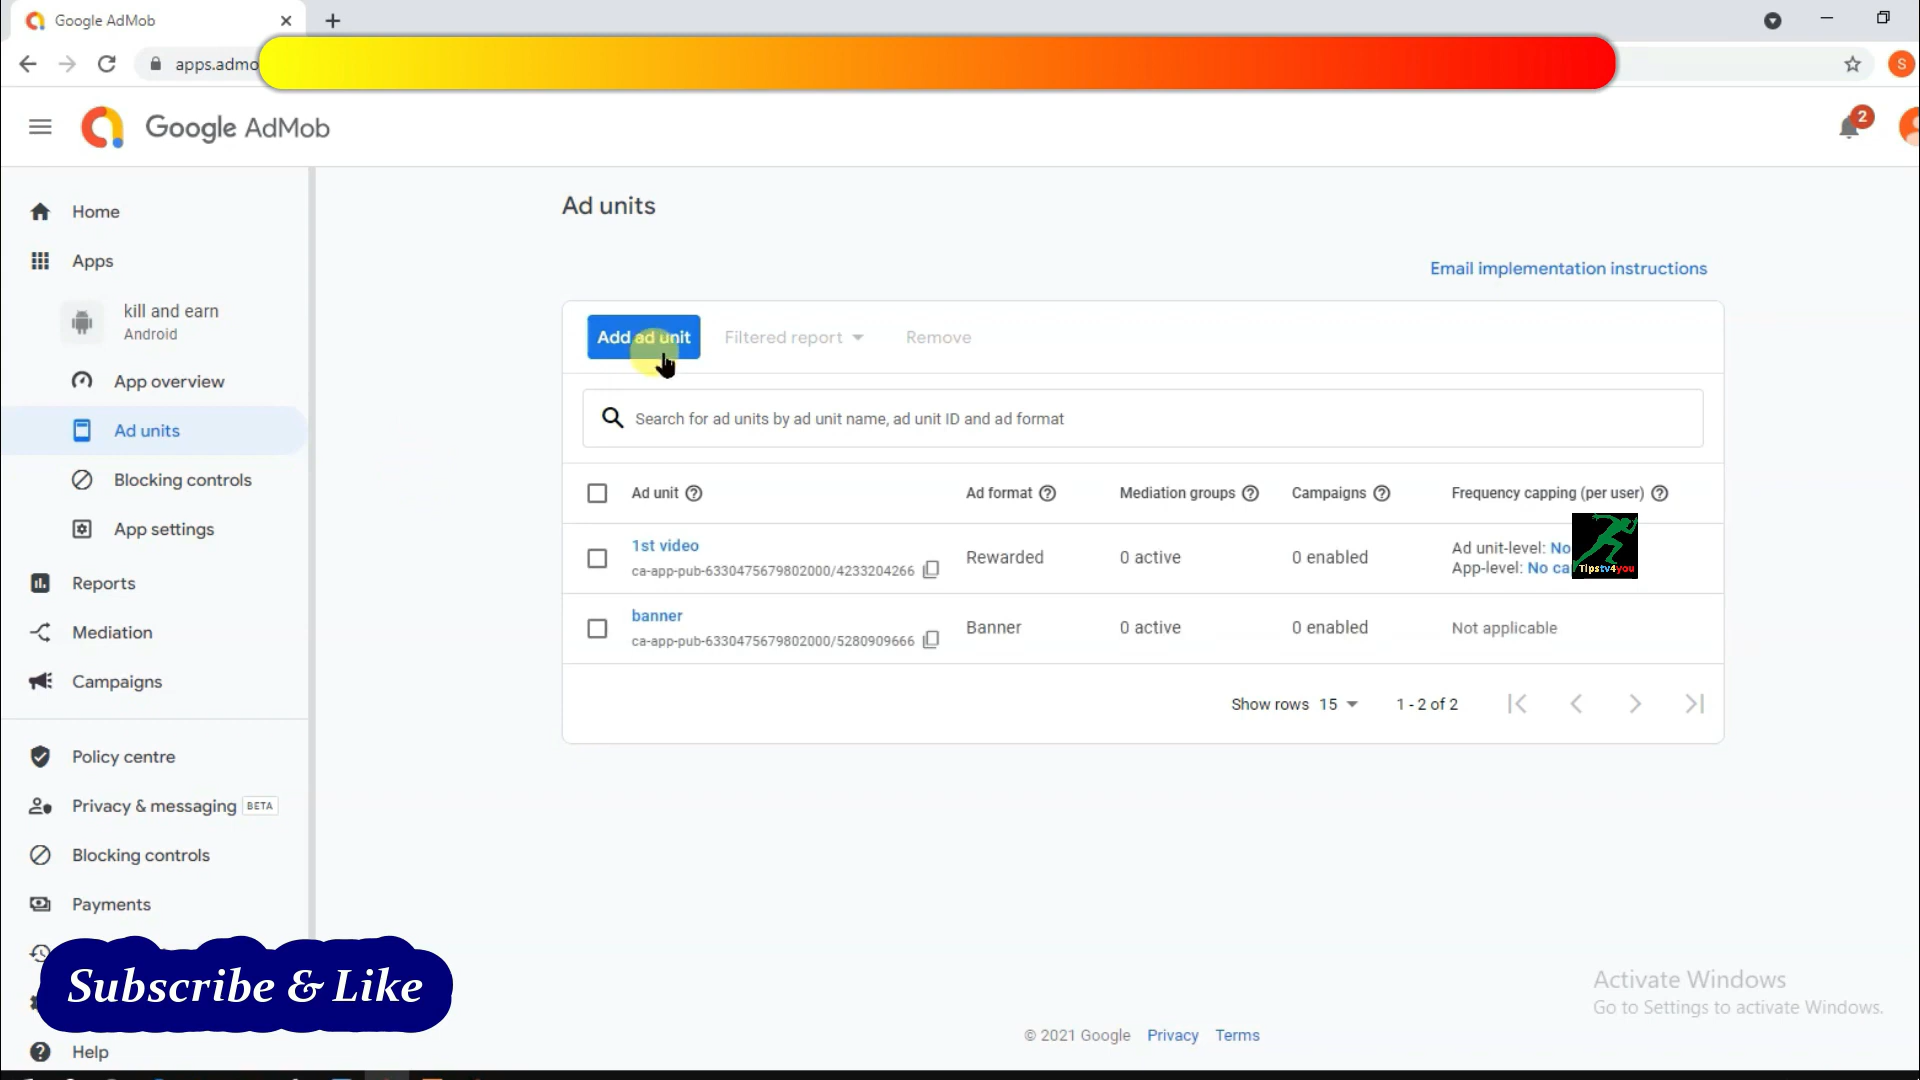 Google AdMob
apps.admo
S
Google AdMob
2
Home
Apps
kill and earn
Android
App overview
Ad units
Blocking controls
App settings
Reports
Mediation
Campaigns
Policy centre
Privacy & messaging BETA
Blocking controls
Payments
Help
Subscribe & Like
Ad units
Email implementation instructions
Add ad unit Filtered report Remove
Search for ad units by ad unit name, ad unit ID and ad format
Ad unit Ad format Mediation groups Campaigns Frequency capping (per user)
1st video
ca-app-pub-6330475679802000/4233204266
Rewarded 0 active 0 enabled
Ad unit-level: No
App-level: No ca
Tipstv4you
banner
ca-app-pub-6330475679802000/5280909666
Banner 0 active 0 enabled Not applicable
Show rows 15 1 - 2 of 2
Activate Windows
Go to Settings to activate Windows.
© 2021 Google Privacy Terms